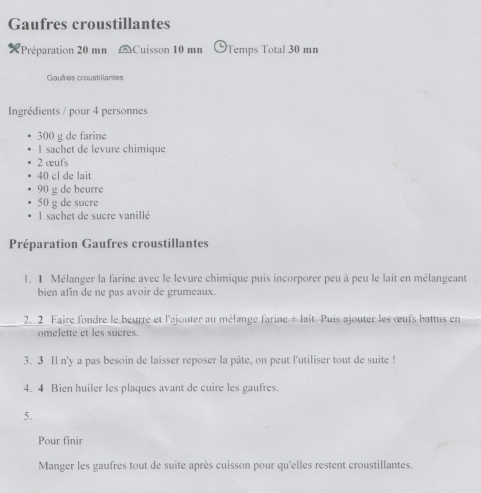 Gaufres croustillantes
Préparation 20 mn Cuisson 10 mn Temps Total 30 mn
Gaufres croustillantes
Ingrédients / pour 4 personnes
• 300 g de farine
• 1 sachet de levure chimique
• 2 œufs
• 40 cl de lait
• 90 g de beurre
• 50 g de sucre
• 1 sachet de sucre vanillé
Préparation Gaufres croustillantes
1. 1 Mélanger la farine avec le levure chimique puis incorporer peu à peu le lait en mélangeant
bien afin de ne pas avoir de grumeaux.
2. 2 Faire fondre le beurre et l'ajouter au mélange farine + lait. Puis ajouter les œufs battus en
omelette et les sucres.
3. 3 Il n'y a pas besoin de laisser reposer la pâte, on peut l'utiliser tout de suite !
4. 4 Bien huiler les plaques avant de cuire les gaufres.
5.
Pour finir
Manger les gaufres tout de suite après cuisson pour qu'elles restent croustillantes.